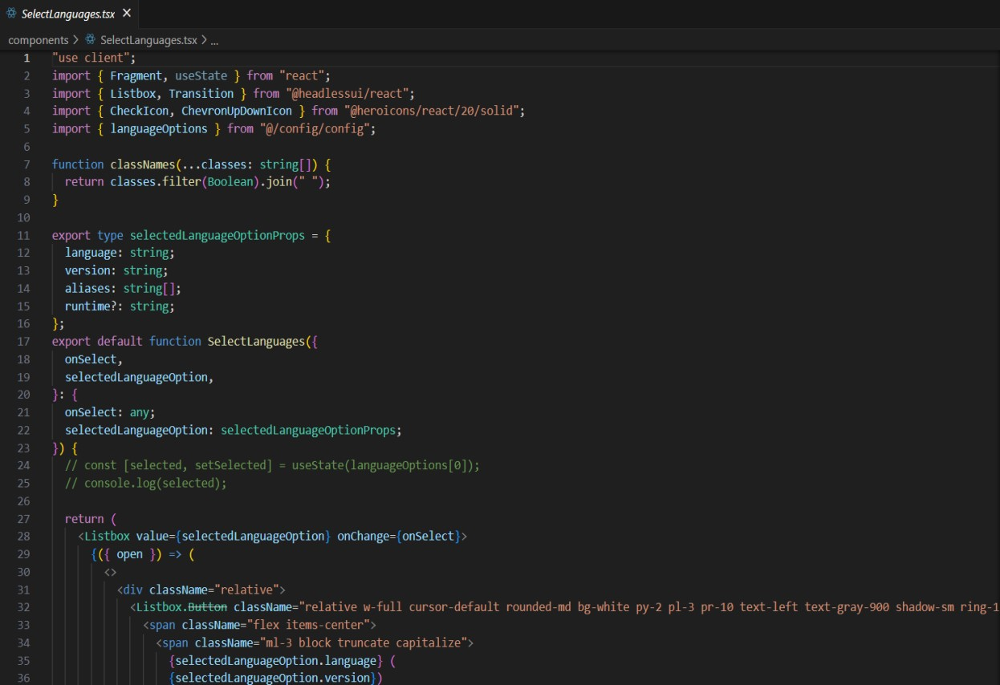 SelectLanguages.tsx ×
components > SelectLanguages.tsx > ...
1 "use client";
2 import { Fragment, useState } from "react";
3 import { Listbox, Transition } from "@headlessui/react";
4 import { CheckIcon, ChevronUpDownIcon } from "@heroicons/react/20/solid";
5 import { languageOptions } from "@/config/config";
6
7 function classNames(...classes: string[]) {
8   return classes.filter(Boolean).join(" ");
9 }
10
11 export type selectedLanguageOptionProps = {
12   language: string;
13   version: string;
14   aliases: string[];
15   runtime?: string;
16 };
17 export default function SelectLanguages({
18   onSelect,
19   selectedLanguageOption,
20 }: {
21   onSelect: any;
22   selectedLanguageOption: selectedLanguageOptionProps;
23 }) {
24   // const [selected, setSelected] = useState(languageOptions[0]);
25   // console.log(selected);
26
27   return (
28     <Listbox value={selectedLanguageOption} onChange={onSelect}>
29       {({ open }) => (
30         <>
31           <div className="relative">
32             <Listbox.Button className="relative w-full cursor-default rounded-md bg-white py-2 pl-3 pr-10 text-left text-gray-900 shadow-sm ring-1
33               <span className="flex items-center">
34                 <span className="ml-3 block truncate capitalize">
35                   {selectedLanguageOption.language} (
36                   {selectedLanguageOption.version})